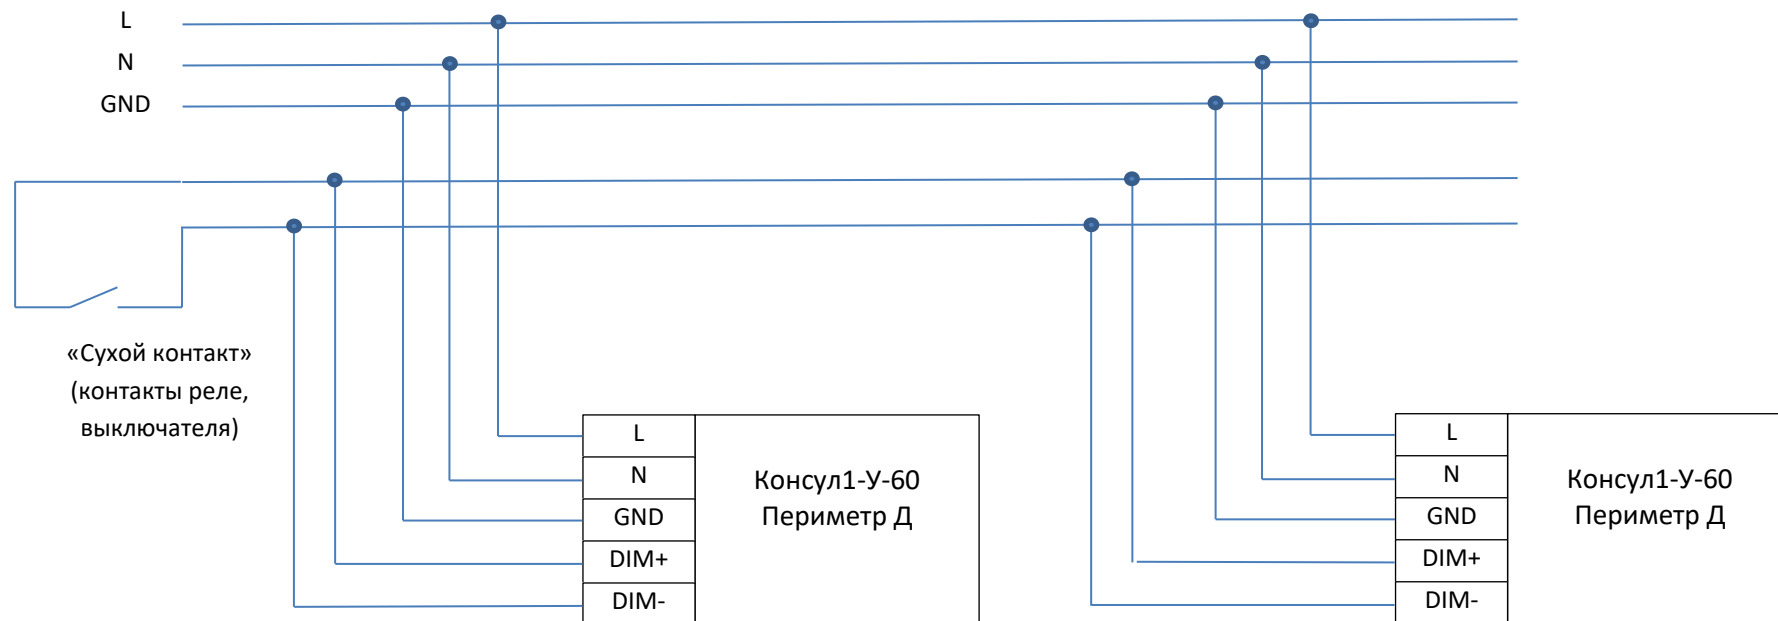 L
N
GND
«Сухой контакт»
(контакты реле,
выключателя)
L
N
GND
DIM+
DIM-
Консул1-У-60
Периметр Д
L
N
GND
DIM+
DIM-
Консул1-У-60
Периметр Д